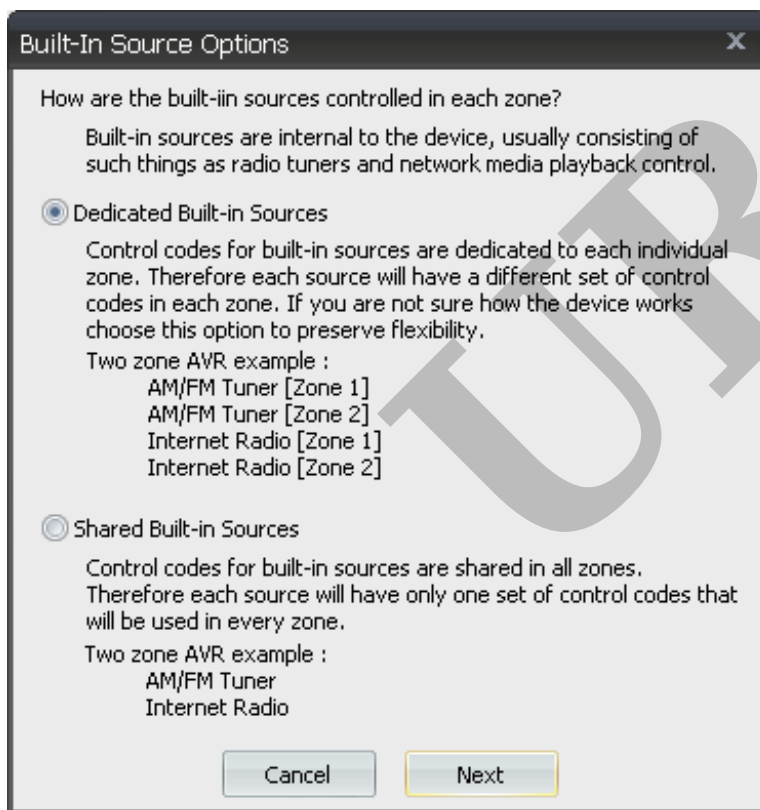 Built-In Source Options
X
How are the built-iin sources controlled in each zone?
Built-in sources are internal to the device, usually consisting of
such things as radio tuners and network media playback control.
Dedicated Built-in Sources
Control codes for built-in sources are dedicated to each individual
zone. Therefore each source will have a different set of control
codes in each zone. If you are not sure how the device works
choose this option to preserve flexibility.
Two zone AVR example :
AM/FM Tuner [Zone 1]
AM/FM Tuner [Zone 2]
Internet Radio [Zone 1]
Internet Radio [Zone 2]
Shared Built-in Sources
Control codes for built-in sources are shared in all zones.
Therefore each source will have only one set of control codes that
will be used in every zone.
Two zone AVR example :
AM/FM Tuner
Internet Radio
Cancel
Next